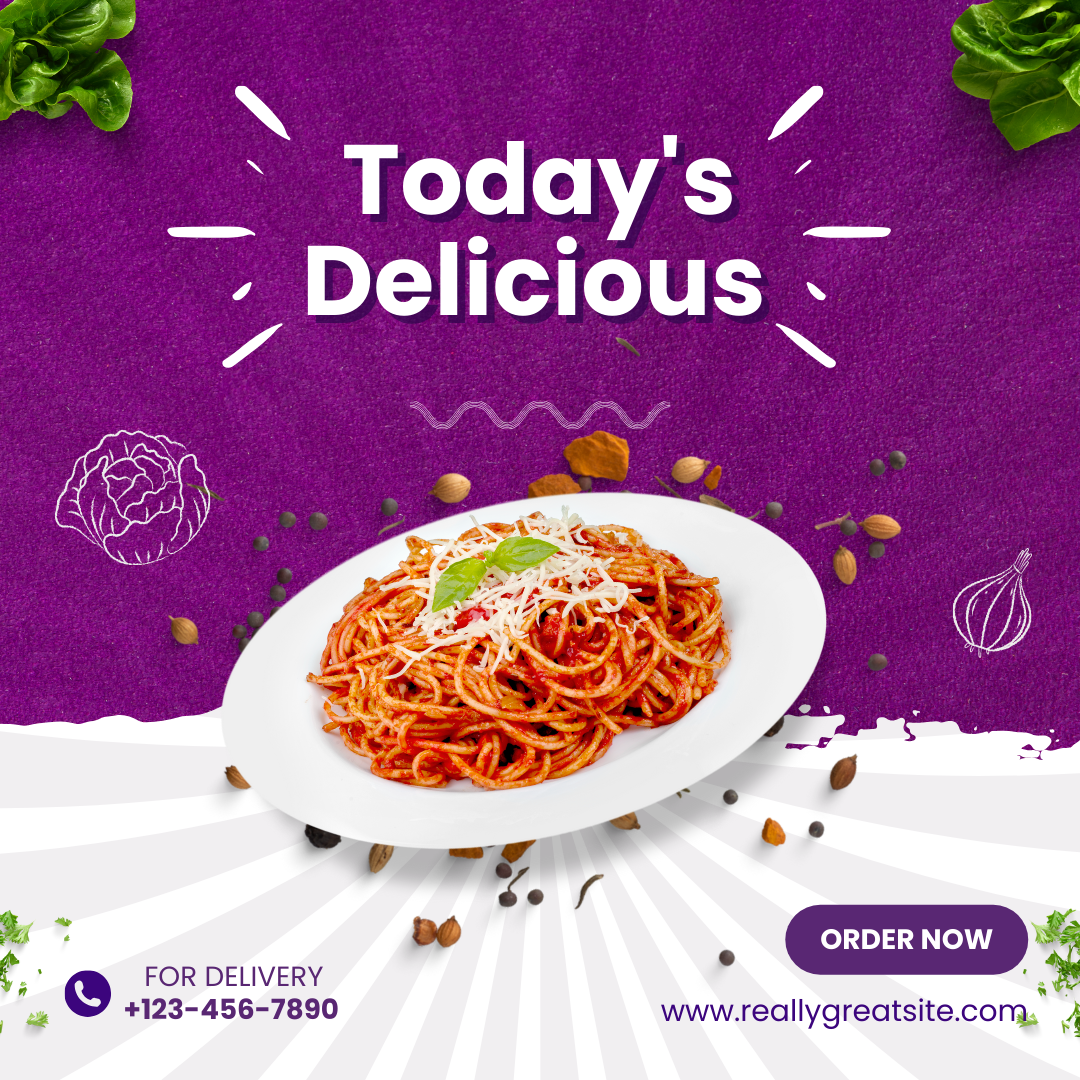 Today's
Delicious
ORDER NOW
FOR DELIVERY
+123-456-7890
www.reallygreatsite.com